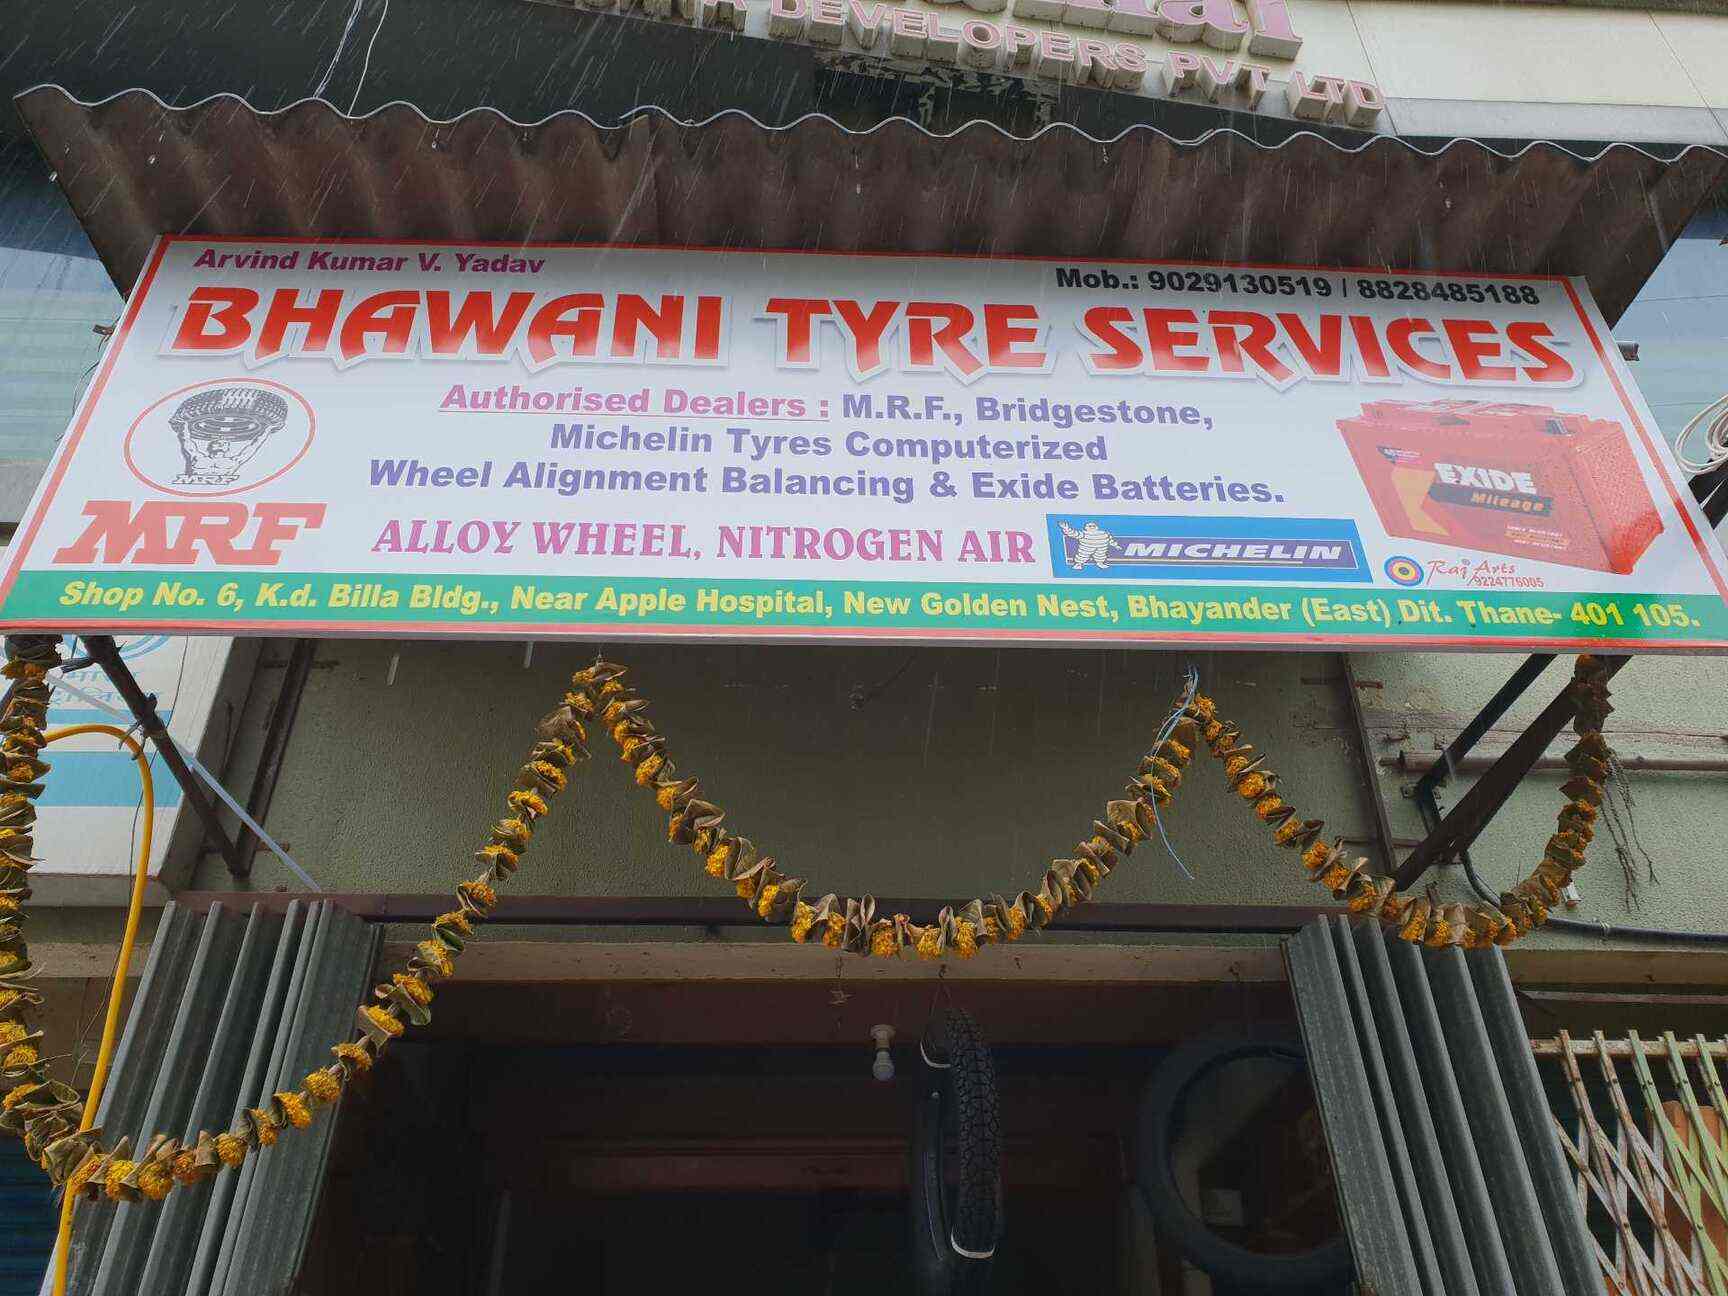 DEVELOPERS PVT LTD
Arvind Kumar V. Yadav
Mob.: 9029130519 / 8828485188
BHAWANI TYRE SERVICES
Authorised Dealers : M.R.F., Bridgestone,
Michelin Tyres Computerized
Wheel Alignment Balancing & Exide Batteries.
MRF
MRF
ALLOY WHEEL, NITROGEN AIR
MICHELIN
EXIDE
Mileage
Raj Arts
9224776005
Shop No. 6, K.d. Billa Bldg., Near Apple Hospital, New Golden Nest, Bhayander (East) Dit. Thane- 401 105.